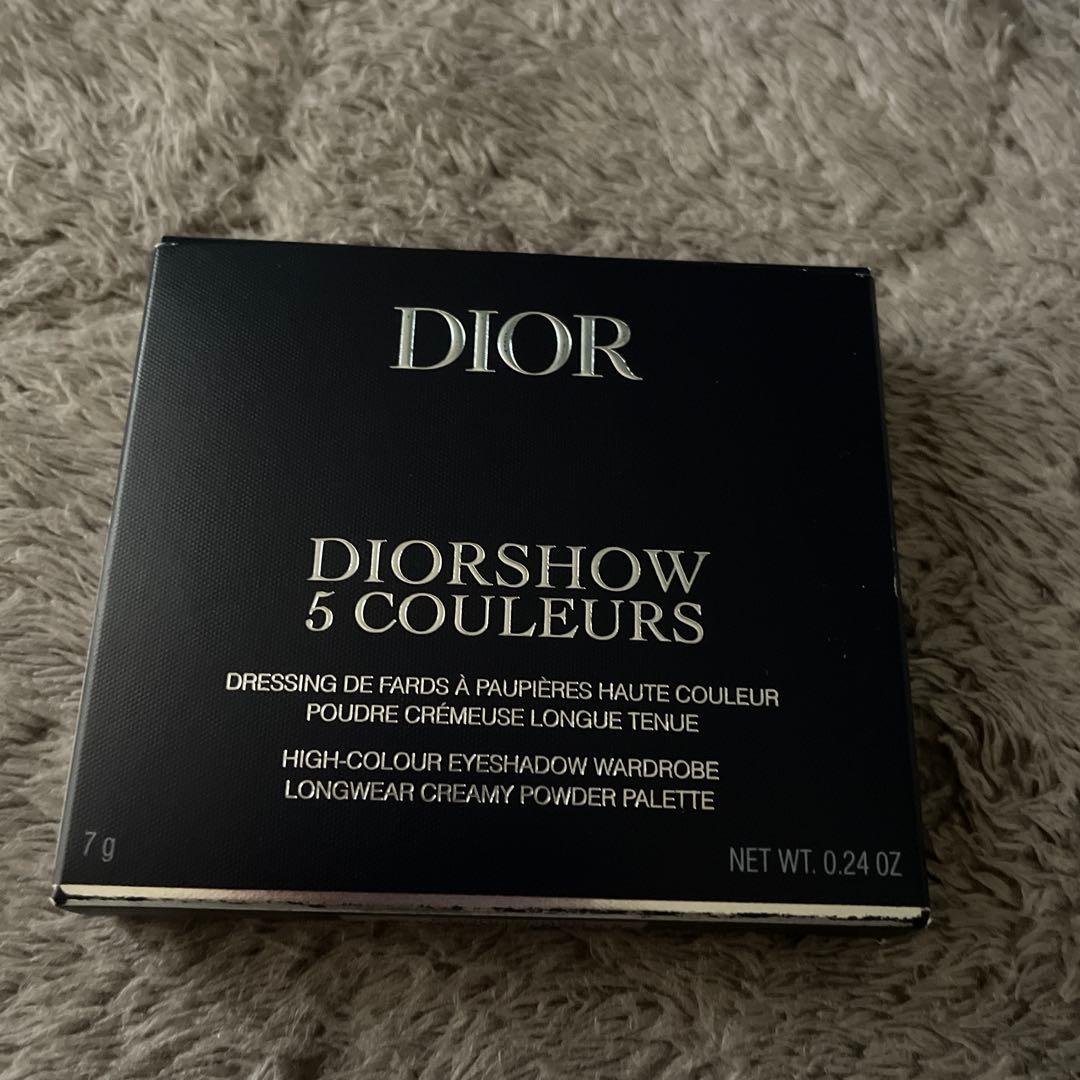 DIOR
DIORSHOW
5 COULEURS
DRESSING DE FARDS À PAUPIÈRES HAUTE COULEUR
POUDRE CRÉMEUSE LONGUE TENUE
HIGH-COLOUR EYESHADOW WARDROBE
LONGWEAR CREAMY POWDER PALETTE
7 g
NET WT. 0.24 OZ